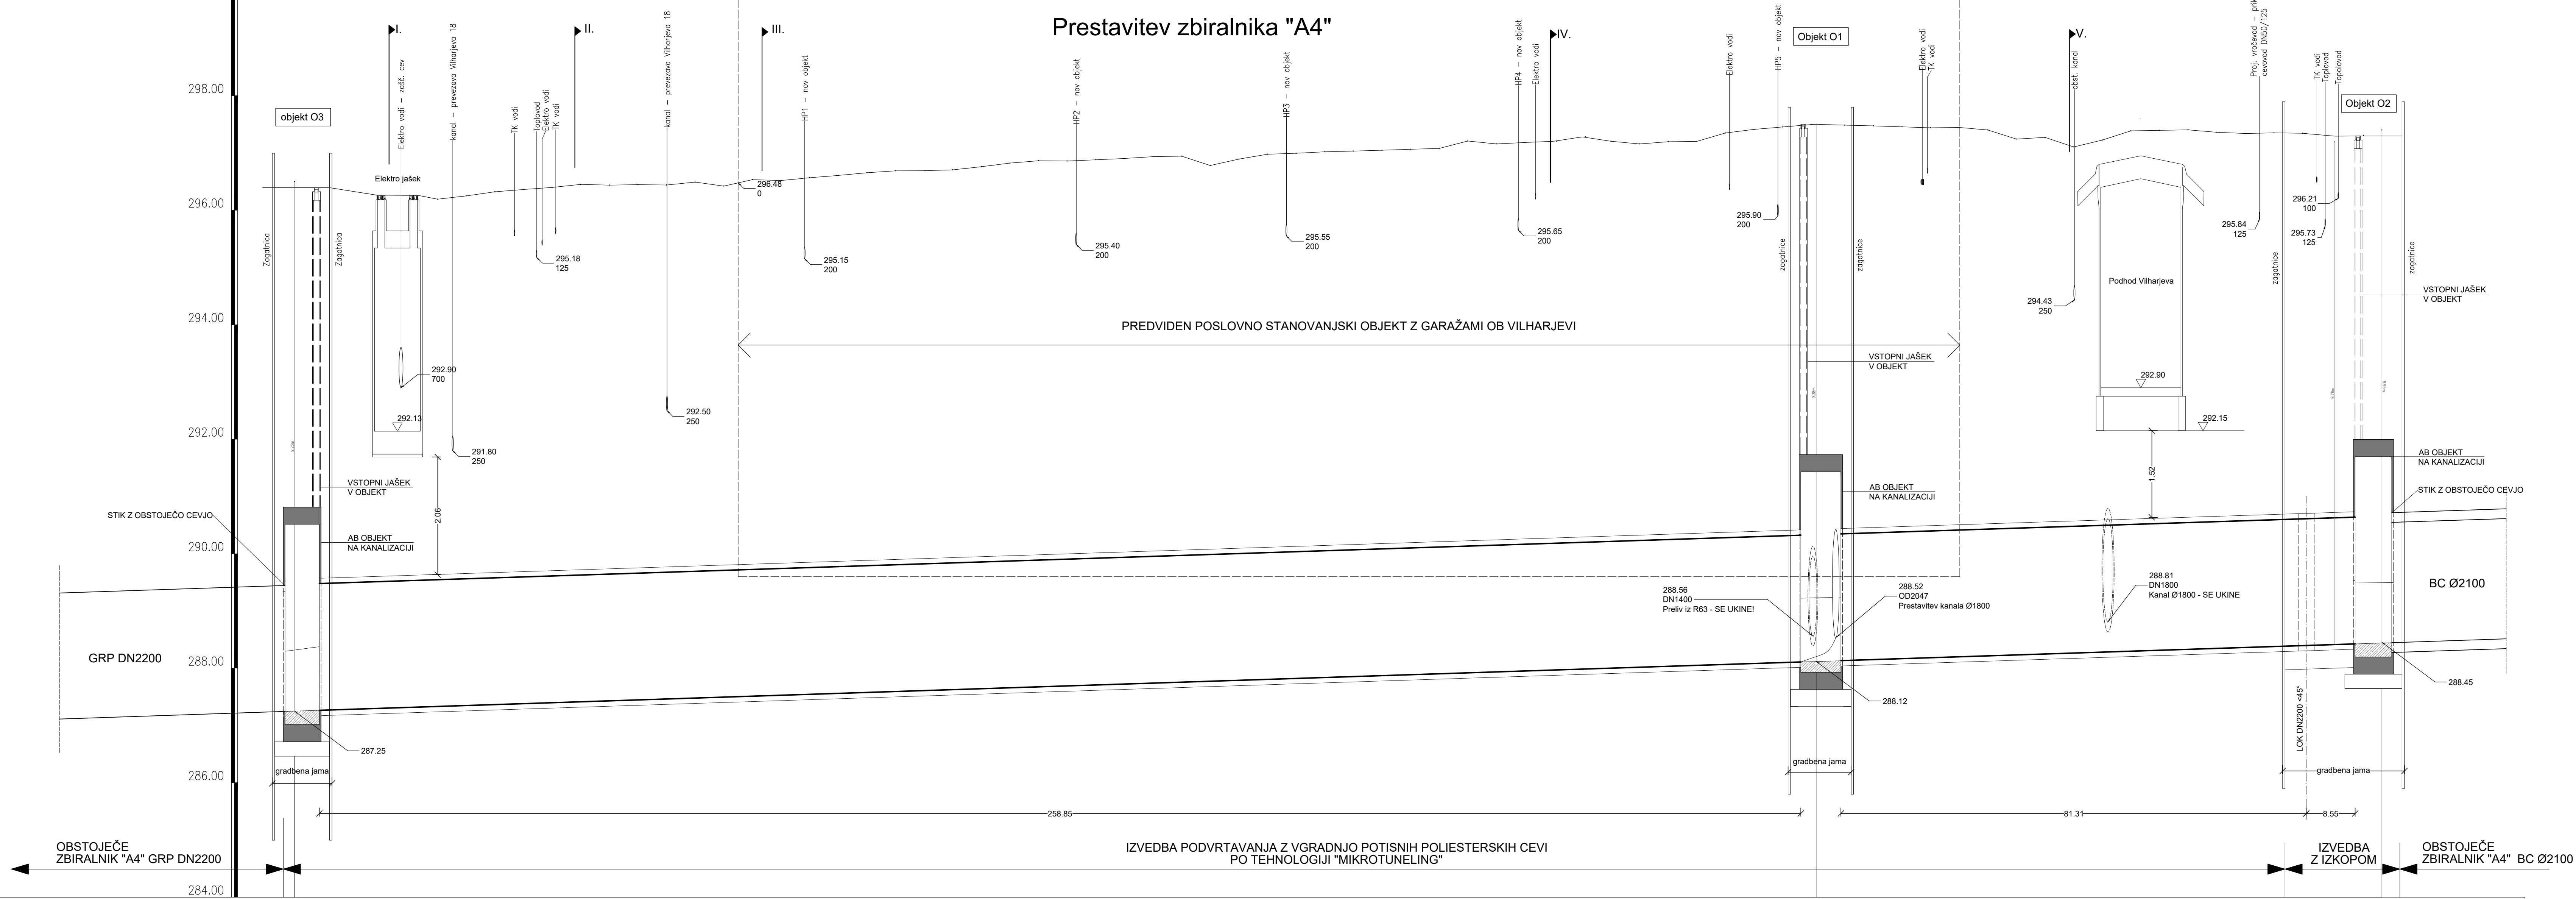 Prestavitev zbiralnika "A4"
298.00
296.00
294.00
292.00
290.00
288.00
286.00
284.00
objekt O3
Objekt O1
Objekt O2
I.
II.
III.
IV.
V.
Elektro vodi – zašč. cev
kanal – prevezava Vilharjeva 18
TK vodi
Toplovod
Elektro vodi
TK vodi
kanal – prevezava Vilharjeva 18
HP1 – nov objekt
HP2 – nov objekt
HP3 – nov objekt
HP4 – nov objekt
Elektro vodi
Elektro vodi
HP5 – nov objekt
Elektro vodi
TK vodi
obst. kanal
Proj. vročevod – prik
cevovod DN50/125
TK vodi
Toplovod
Topolovod
Zagatnica
Zagatnica
Elektro jašek
292.90
700
292.13
291.80
250
295.18
125
292.50
250
296.48
0
295.15
200
295.40
200
295.55
200
295.65
200
295.90
200
zagatnice
zagatnice
294.43
250
Podhod Vilharjeva
292.90
292.15
295.84
125
296.21
100
295.73
125
zagatnice
zagatnice
PREDVIDEN POSLOVNO STANOVANJSKI OBJEKT Z GARAŽAMI OB VILHARJEVI
VSTOPNI JAŠEK
V OBJEKT
VSTOPNI JAŠEK
V OBJEKT
VSTOPNI JAŠEK
V OBJEKT
STIK Z OBSTOJEČO CEVJO
AB OBJEKT
NA KANALIZACIJI
2.06
AB OBJEKT
NA KANALIZACIJI
1.52
AB OBJEKT
NA KANALIZACIJI
STIK Z OBSTOJEČO CEVJO
GRP DN2200
288.56
DN1400
Preliv iz R63 - SE UKINE!
288.52
OD2047
Prestavitev kanala Ø1800
288.81
DN1800
Kanal Ø1800 - SE UKINE
BC Ø2100
287.25
288.12
288.45
LOK DN2200 <45°
gradbena jama
gradbena jama
gradbena jama
258.85
81.31
8.55
OBSTOJEČE
ZBIRALNIK "A4" GRP DN2200
IZVEDBA PODVRTAVANJA Z VGRADNJO POTISNIH POLIESTERSKIH CEVI
PO TEHNOLOGIJI "MIKROTUNELING"
IZVEDBA
Z IZKOPOM
OBSTOJEČE
ZBIRALNIK "A4" BC Ø2100